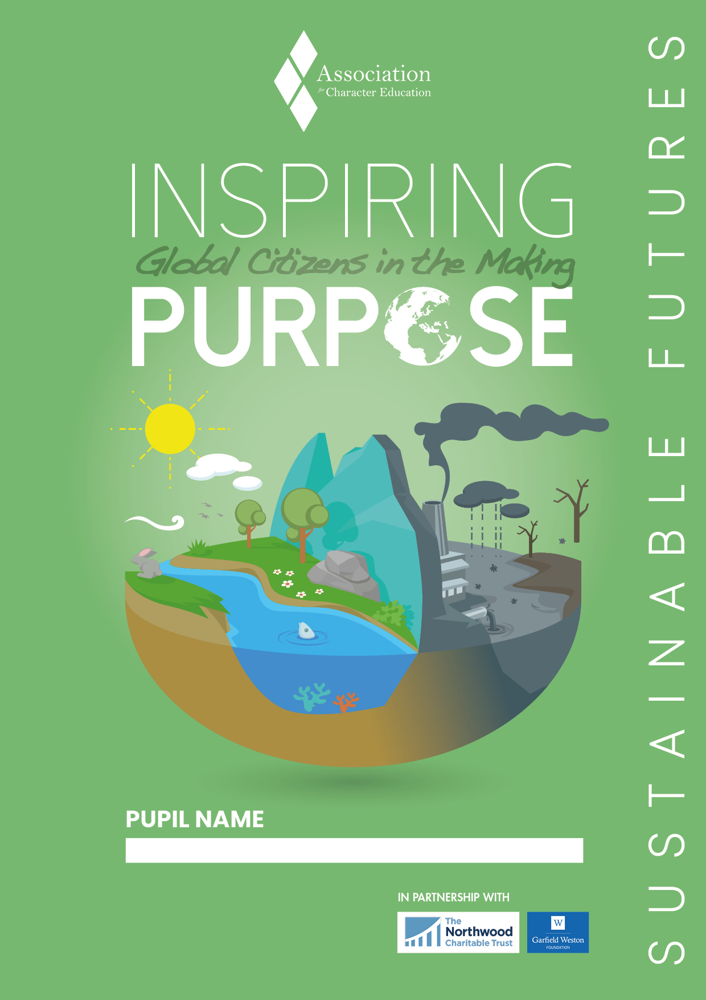 Association
for Character Education
INSPIRING
Global Citizens in the Making
PURPOSE
SUSTAINABLE FUTURES
PUPIL NAME
IN PARTNERSHIP WITH
The
Northwood
Charitable Trust
W
Garfield Weston
FOUNDATION